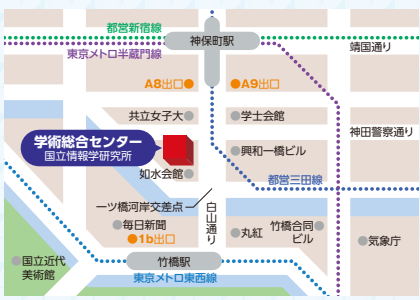 都営新宿線
神保町駅
靖国通り
東京メトロ半蔵門線
A8出口
A9出口
共立女子大
学士会館
神田警察通り
学術総合センター
国立情報学研究所
興和一橋ビル
如水会館
都営三田線
一ツ橋河岸交差点
白山通り
毎日新聞
1b出口
丸紅
竹橋合同
ビル
気象庁
国立近代
美術館
竹橋駅
東京メトロ東西線